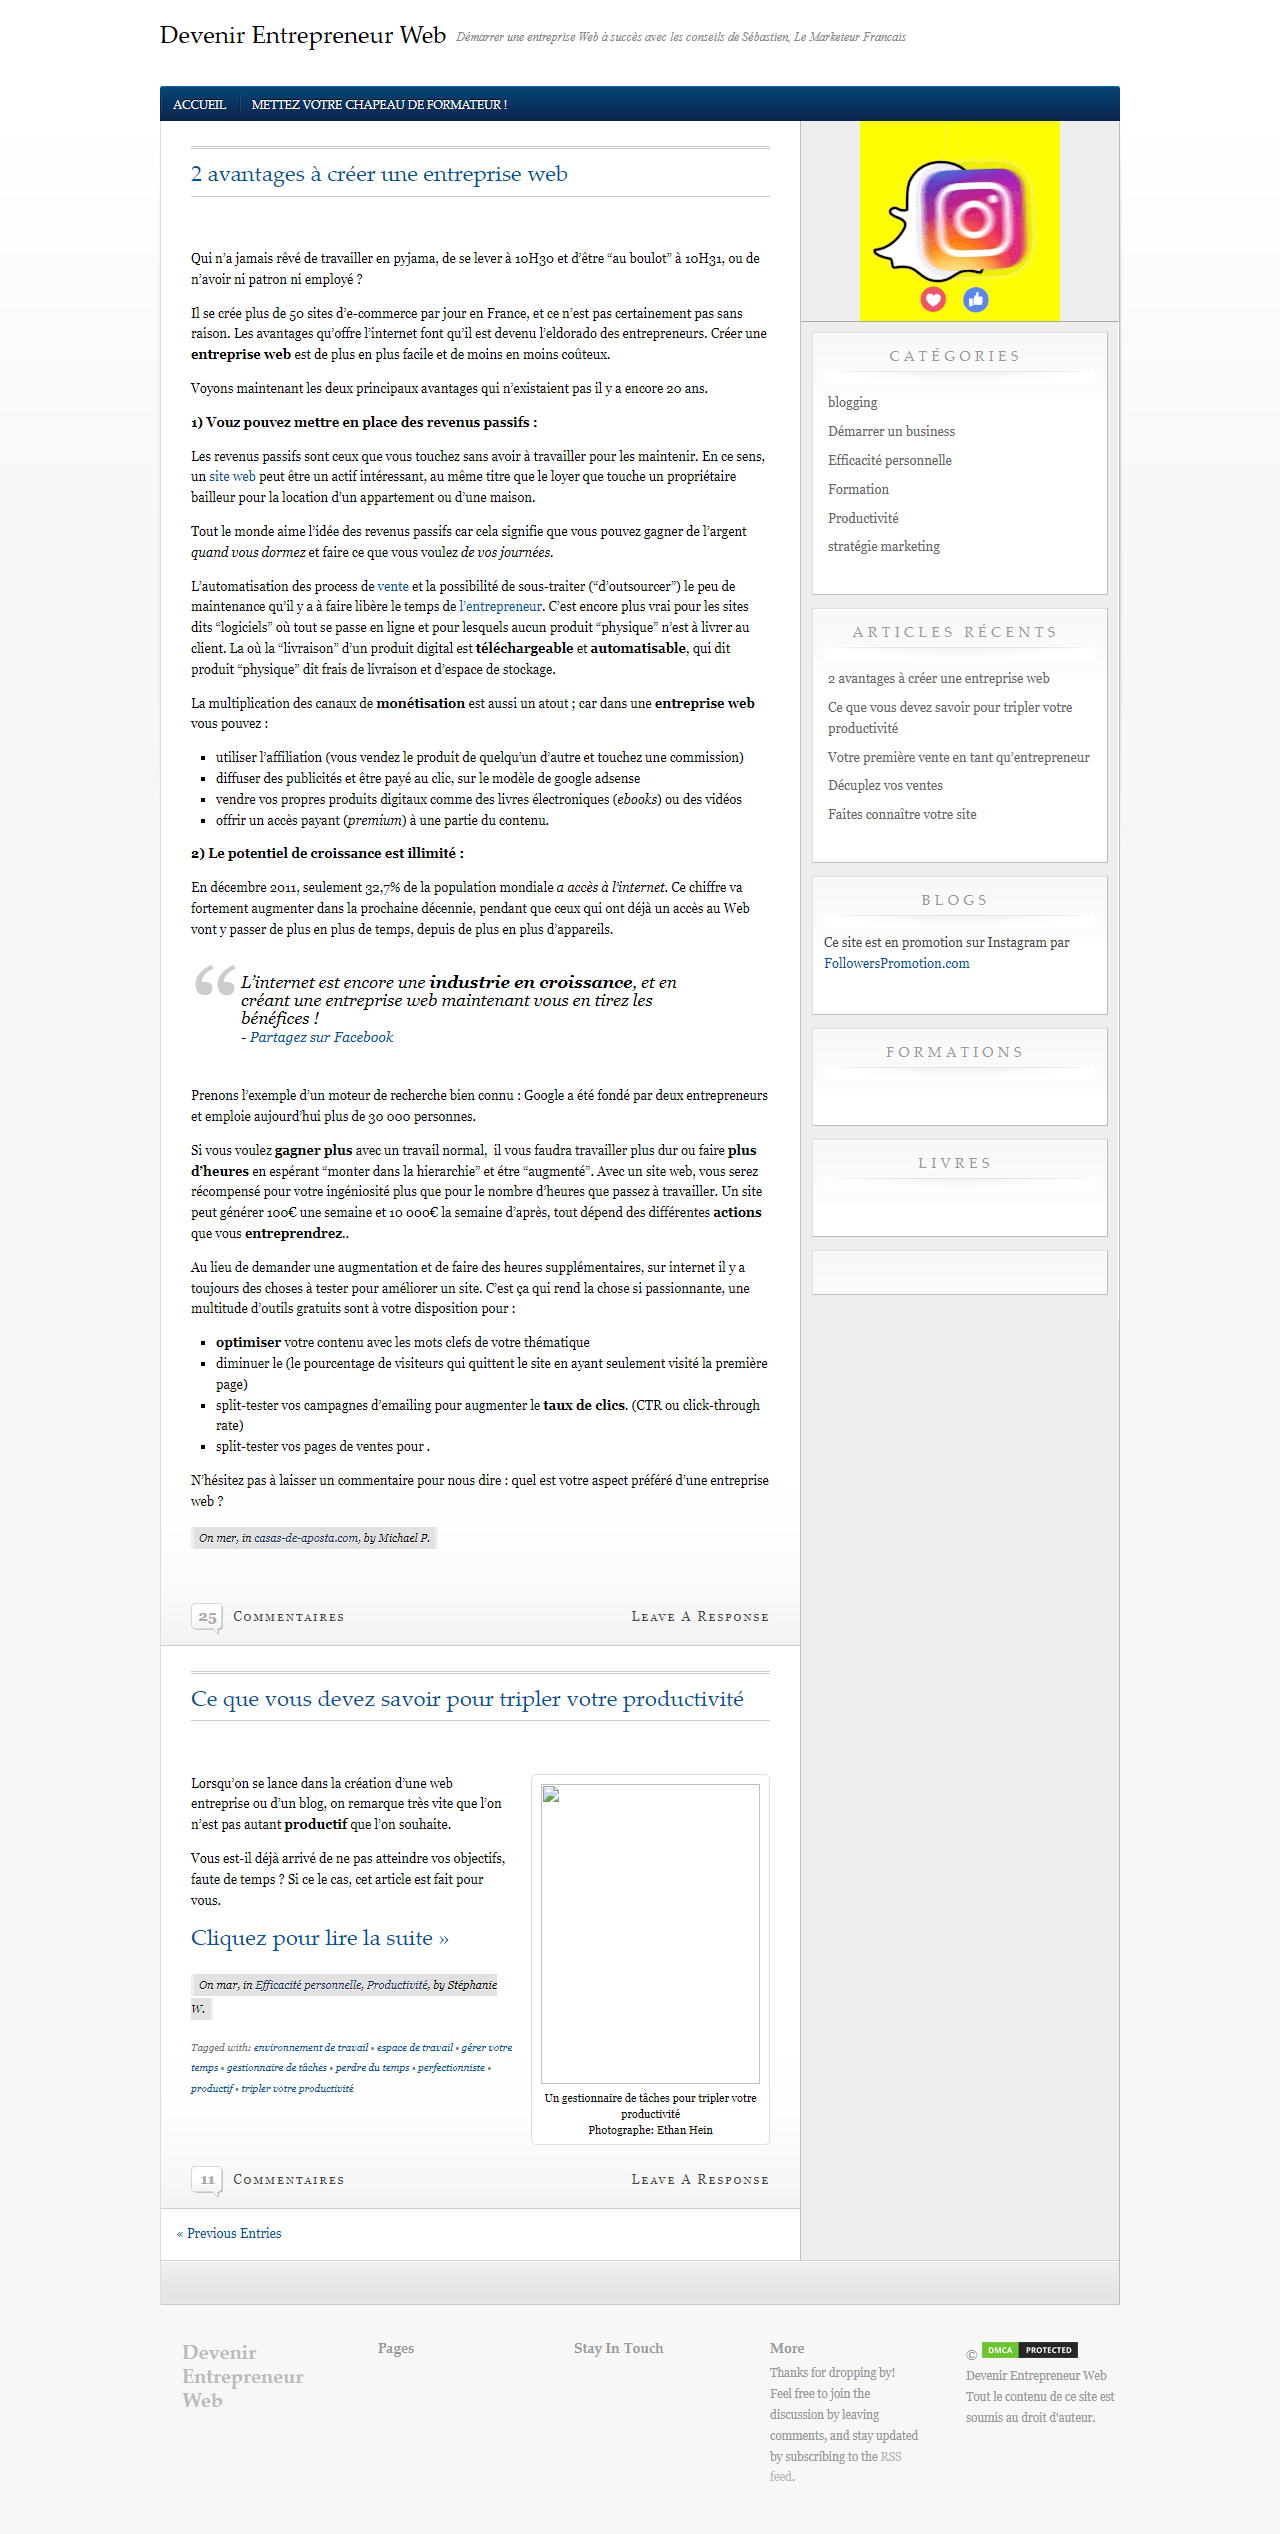 Devenir Entrepreneur Web
Démarrer une entreprise Web à succès avec les conseils de Sébastien, Le Marketeur Francais
ACCUEIL
METTEZ VOTRE CHAPEAU DE FORMATEUR !
2 avantages à créer une entreprise web
Qui n’a jamais rêvé de travailler en pyjama, de se lever à 10H30 et d’être “au boulot” à 10H31, ou de
n’avoir ni patron ni employé ?
Il se crée plus de 50 sites d’e-commerce par jour en France, et ce n’est pas certainement pas sans
raison. Les avantages qu’offre l’internet font qu’il est devenu l’eldorado des entrepreneurs. Créer une
entreprise web est de plus en plus facile et de moins en moins coûteux.
Voyons maintenant les deux principaux avantages qui n’existaient pas il y a encore 20 ans.
1) Vouz pouvez mettre en place des revenus passifs :
Les revenus passifs sont ceux que vous touchez sans avoir à travailler pour les maintenir. En ce sens,
un site web peut être un actif intéressant, au même titre que le loyer que touche un propriétaire
bailleur pour la location d’un appartement ou d’une maison.
Tout le monde aime l’idée des revenus passifs car cela signifie que vous pouvez gagner de l’argent
quand vous dormez et faire ce que vous voulez de vos journées.
L’automatisation des process de vente et la possibilité de sous-traiter (“d’outsourcer”) le peu de
maintenance qu’il y a à faire libère le temps de l’entrepreneur. C’est encore plus vrai pour les sites
dits “logiciels” où tout se passe en ligne et pour lesquels aucun produit “physique” n’est à livrer au
client. La où la “livraison” d’un produit digital est téléchargeable et automatisable, qui dit
produit “physique” dit frais de livraison et d’espace de stockage.
La multiplication des canaux de monétisation est aussi un atout ; car dans une entreprise web
vous pouvez :
▪ utiliser l’affiliation (vous vendez le produit de quelqu’un d’autre et touchez une commission)
▪ diffuser des publicités et être payé au clic, sur le modèle de google adsense
▪ vendre vos propres produits digitaux comme des livres électroniques (ebooks) ou des vidéos
▪ offrir un accès payant (premium) à une partie du contenu.
2) Le potentiel de croissance est illimité :
En décembre 2011, seulement 32,7% de la population mondiale a accès à l’internet. Ce chiffre va
fortement augmenter dans la prochaine décennie, pendant que ceux qui ont déjà un accès au Web
vont y passer de plus en plus de temps, depuis de plus en plus d’appareils.
“ L’internet est encore une industrie en croissance, et en
créant une entreprise web maintenant vous en tirez les
bénéfices !
- Partagez sur Facebook
Prenons l’exemple d’un moteur de recherche bien connu : Google a été fondé par deux entrepreneurs
et emploie aujourd’hui plus de 30 000 personnes.
Si vous voulez gagner plus avec un travail normal,  il vous faudra travailler plus dur ou faire plus
d’heures en espérant “monter dans la hierarchie” et étre “augmenté”. Avec un site web, vous serez
récompensé pour votre ingéniosité plus que pour le nombre d’heures que passez à travailler. Un site
peut générer 100€ une semaine et 10 000€ la semaine d’après, tout dépend des différentes actions
que vous entreprendrez..
Au lieu de demander une augmentation et de faire des heures supplémentaires, sur internet il y a
toujours des choses à tester pour améliorer un site. C’est ça qui rend la chose si passionnante, une
multitude d’outils gratuits sont à votre disposition pour :
▪ optimiser votre contenu avec les mots clefs de votre thématique
▪ diminuer le (le pourcentage de visiteurs qui quittent le site en ayant seulement visité la première
page)
▪ split-tester vos campagnes d’emailing pour augmenter le taux de clics. (CTR ou click-through
rate)
▪ split-tester vos pages de ventes pour .
N’hésitez pas à laisser un commentaire pour nous dire : quel est votre aspect préféré d’une entreprise
web ?
On mer, in casas-de-aposta.com, by Michael P.
25 Commentaires
Leave A Response
Ce que vous devez savoir pour tripler votre productivité
Lorsqu’on se lance dans la création d’une web
entreprise ou d’un blog, on remarque très vite que l’on
n’est pas autant productif que l’on souhaite.
Vous est-il déjà arrivé de ne pas atteindre vos objectifs,
faute de temps ? Si ce le cas, cet article est fait pour
vous.
Cliquez pour lire la suite »
On mar, in Efficacité personnelle, Productivité, by Stéphanie
W.
Tagged with: environnement de travail • espace de travail • gérer votre
temps • gestionnaire de tâches • perdre du temps • perfectionniste •
productif • tripler votre productivité
Un gestionnaire de tâches pour tripler votre
productivité
Photographe: Ethan Hein
11 Commentaires
Leave A Response
« Previous Entries
CATÉGORIES
blogging
Démarrer un business
Efficacité personnelle
Formation
Productivité
stratégie marketing
ARTICLES RÉCENTS
2 avantages à créer une entreprise web
Ce que vous devez savoir pour tripler votre
productivité
Votre première vente en tant qu’entrepreneur
Décuplez vos ventes
Faites connaître votre site
BLOGS
Ce site est en promotion sur Instagram par
FollowersPromotion.com
FORMATIONS
LIVRES
Devenir
Entrepreneur
Web
Pages
Stay In Touch
More
Thanks for dropping by!
Feel free to join the
discussion by leaving
comments, and stay updated
by subscribing to the RSS
feed.
© DMCA PROTECTED
Devenir Entrepreneur Web
Tout le contenu de ce site est
soumis au droit d'auteur.